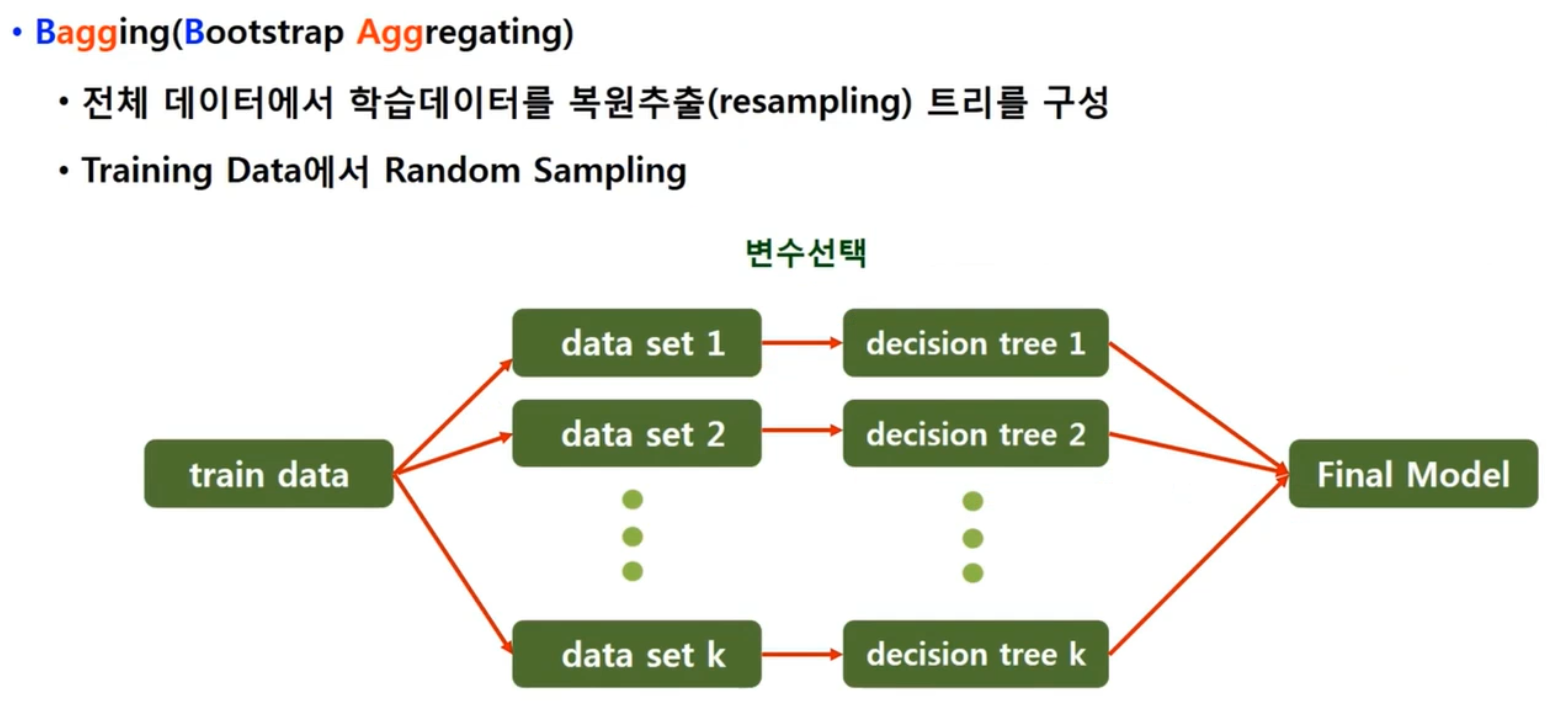 • Bagging(Bootstrap Aggregating)
• 전체 데이터에서 학습데이터를 복원추출(resampling) 트리를 구성
• Training Data에서 Random Sampling
변수선택
data set 1
decision tree 1
data set 2
decision tree 2
train data
Final Model
data set k
decision tree k